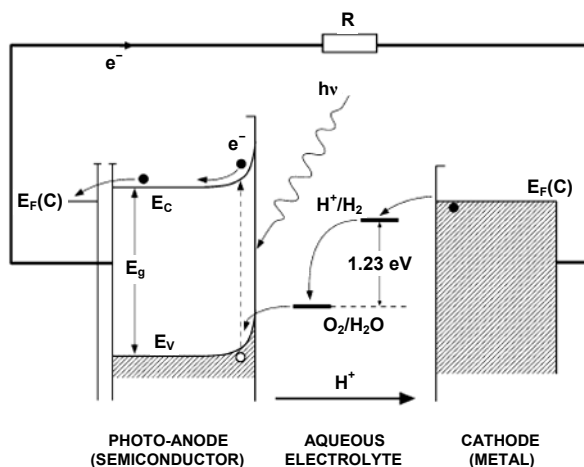 R
e⁻
hν
e⁻
E_F(C)
E_C
H⁺/H₂
E_F(C)
E_g
1.23 eV
O₂/H₂O
E_V
H⁺
PHOTO-ANODE
(SEMICONDUCTOR)
AQUEOUS
ELECTROLYTE
CATHODE
(METAL)